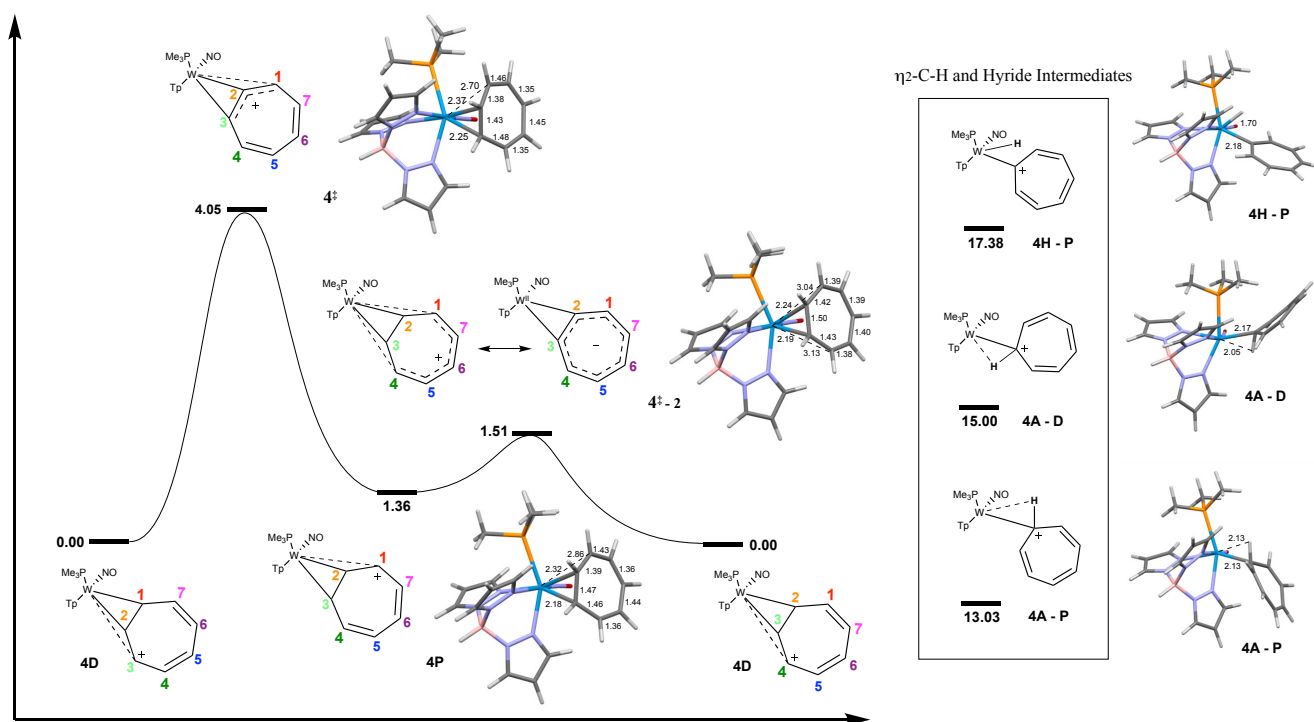 Me₃P NO
W
Tp
1
2
3
4
5
6
7
+
4.05
4‡
2.70
2.37
2.25
1.46
1.35
1.38
1.43
1.45
1.48
1.35
Me₃P NO
W
Tp
1
2
3
4
5
6
7
+
Me₃P NO
Wᴵᴵ
Tp
2
1
7
3
6
4
5
-
4‡-2
3.04
2.24
2.19
3.13
1.39
1.42
1.39
1.50
1.43
1.40
1.38
1.51
1.36
0.00
0.00
Me₃P NO
W
Tp
1
7
2
6
3
5
4
+
4D
Me₃P NO
W
Tp
1
2
7
3
6
4
5
+
4P
2.86
2.32
2.18
1.43
1.39
1.36
1.47
1.46
1.44
1.36
Me₃P NO
W
Tp
2
1
3
7
4
6
5
+
4D
η2-C-H and Hyride Intermediates
Me₃P NO
W H
Tp
+
17.38
4H - P
Me₃P NO
W
Tp
H
+
15.00
4A - D
Me₃P NO
W H
Tp
+
13.03
4A - P
1.70
2.18
4H - P
2.17
2.05
4A - D
2.13
2.13
4A - P